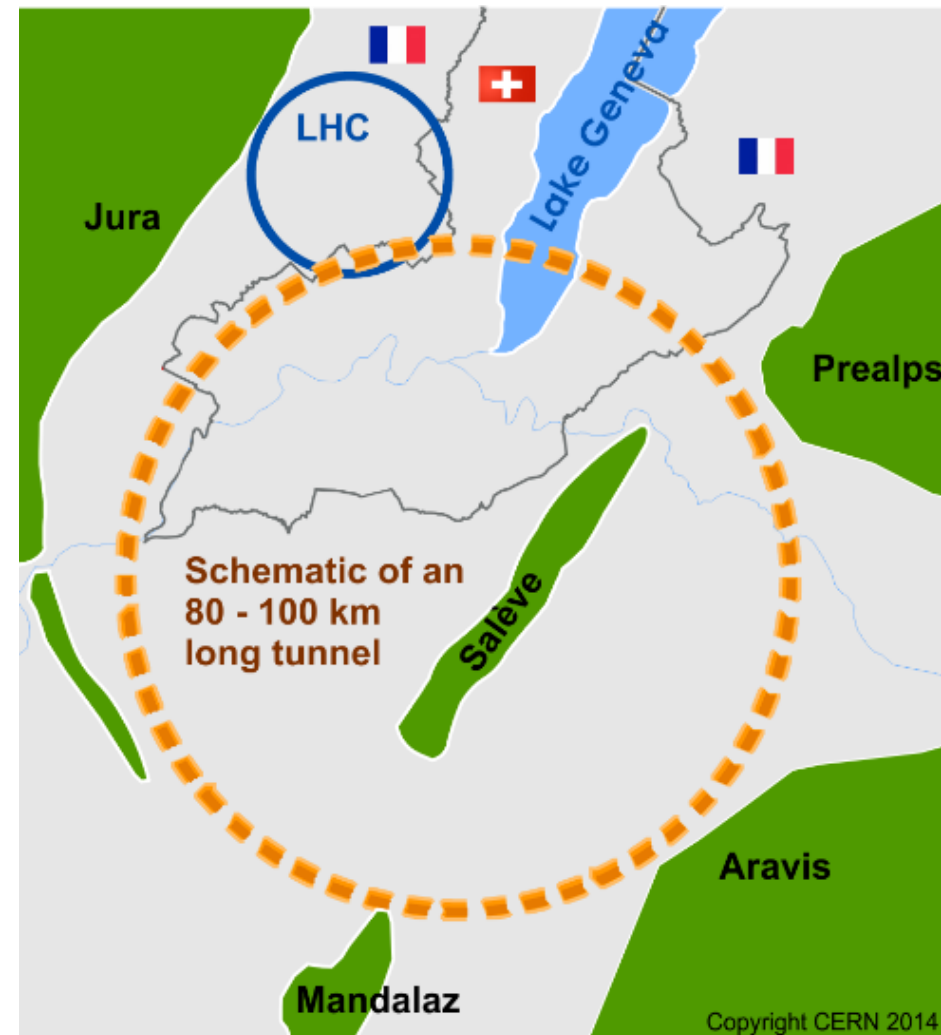 LHC
Lake Geneva
Jura
Prealps
Schematic of an
80 - 100 km
long tunnel
Salève
Aravis
Mandalaz
Copyright CERN 2014